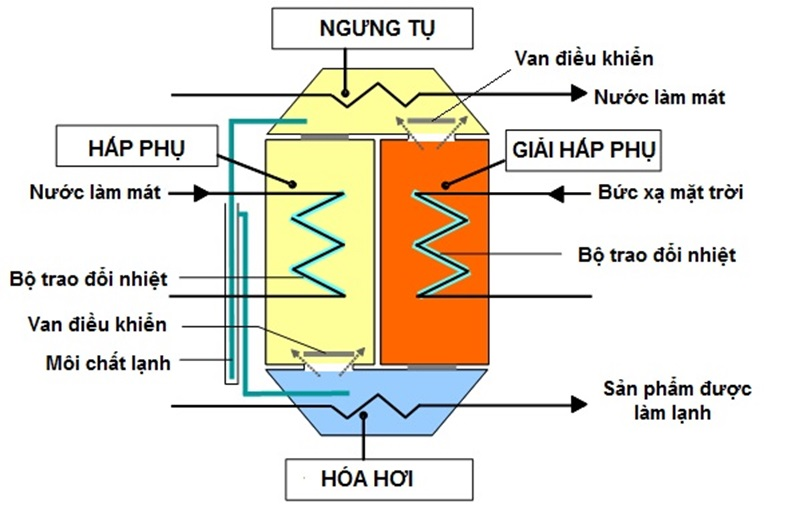 NGƯNG TỤ
Van điều khiển
Nước làm mát
HẤP PHỤ
GIẢI HẤP PHỤ
Nước làm mát
Bức xạ mặt trời
Bộ trao đổi nhiệt
Bộ trao đổi nhiệt
Van điều khiển
Môi chất lạnh
Sản phẩm được
làm lạnh
HÓA HƠI